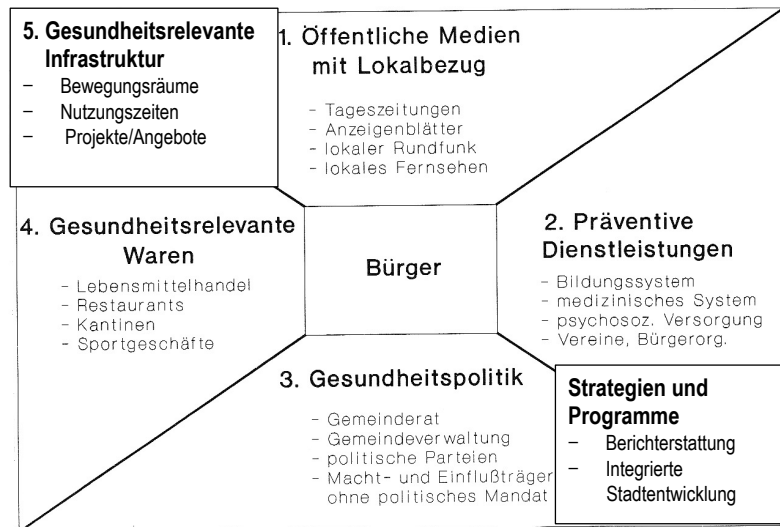 5. Gesundheitsrelevante
Infrastruktur
– Bewegungsräume
– Nutzungszeiten
– Projekte/Angebote
1. Öffentliche Medien
mit Lokalbezug
- Tageszeitungen
- Anzeigenblätter
- lokaler Rundfunk
- lokales Fernsehen
4. Gesundheitsrelevante
Waren
- Lebensmittelhandel
- Restaurants
- Kantinen
- Sportgeschäfte
Bürger
2. Präventive
Dienstleistungen
- Bildungssystem
- medizinisches System
- psychosoz. Versorgung
- Vereine, Bürgerorg.
3. Gesundheitspolitik
- Gemeinderat
- Gemeindeverwaltung
- politische Parteien
- Macht- und Einflußträger
ohne politisches Mandat
Strategien und
Programme
– Berichterstattung
– Integrierte
Stadtentwicklung